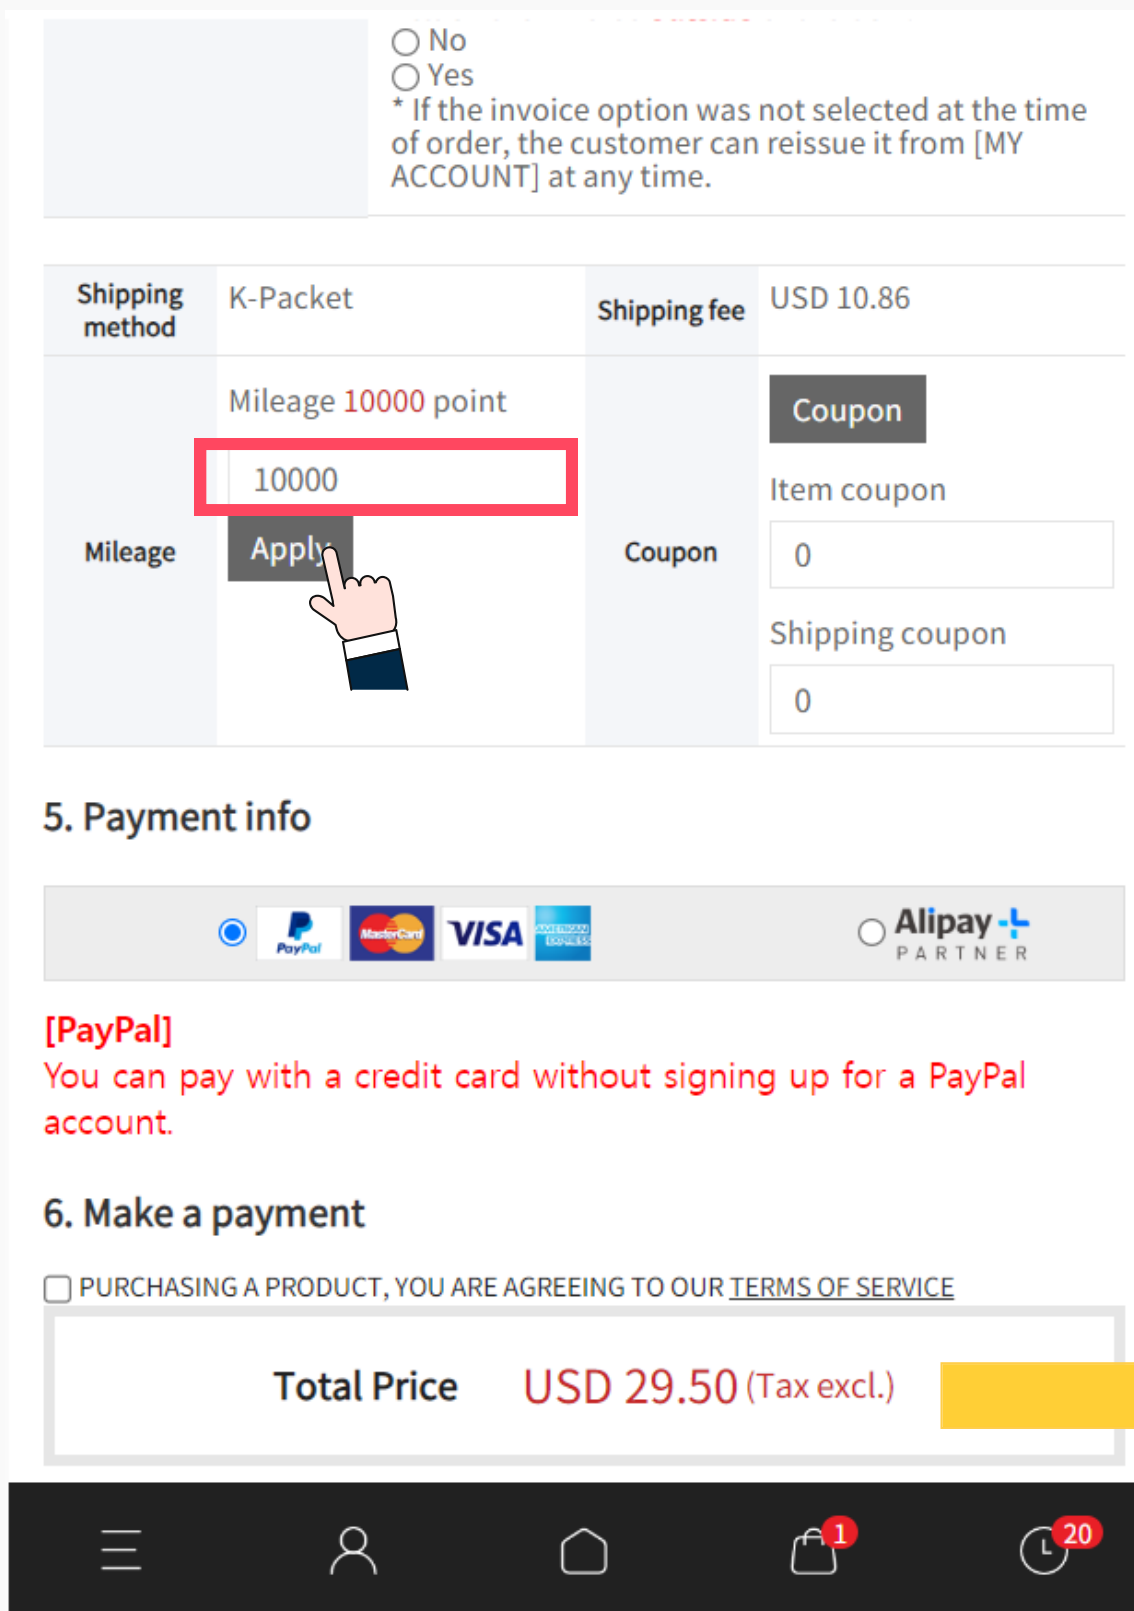 No
Yes
* If the invoice option was not selected at the time
of order, the customer can reissue it from [MY
ACCOUNT] at any time.
Shipping
method
K-Packet
Shipping fee
USD 10.86
Mileage
Mileage 10000 point
10000
Apply
Coupon
Coupon
Item coupon
0
Shipping coupon
0
5. Payment info
PayPal
MasterCard
VISA
AMERICAN
EXPRESS
Alipay+
PARTNER
[PayPal]
You can pay with a credit card without signing up for a PayPal
account.
6. Make a payment
PURCHASING A PRODUCT, YOU ARE AGREEING TO OUR TERMS OF SERVICE
Total Price USD 29.50 (Tax excl.)
1
20